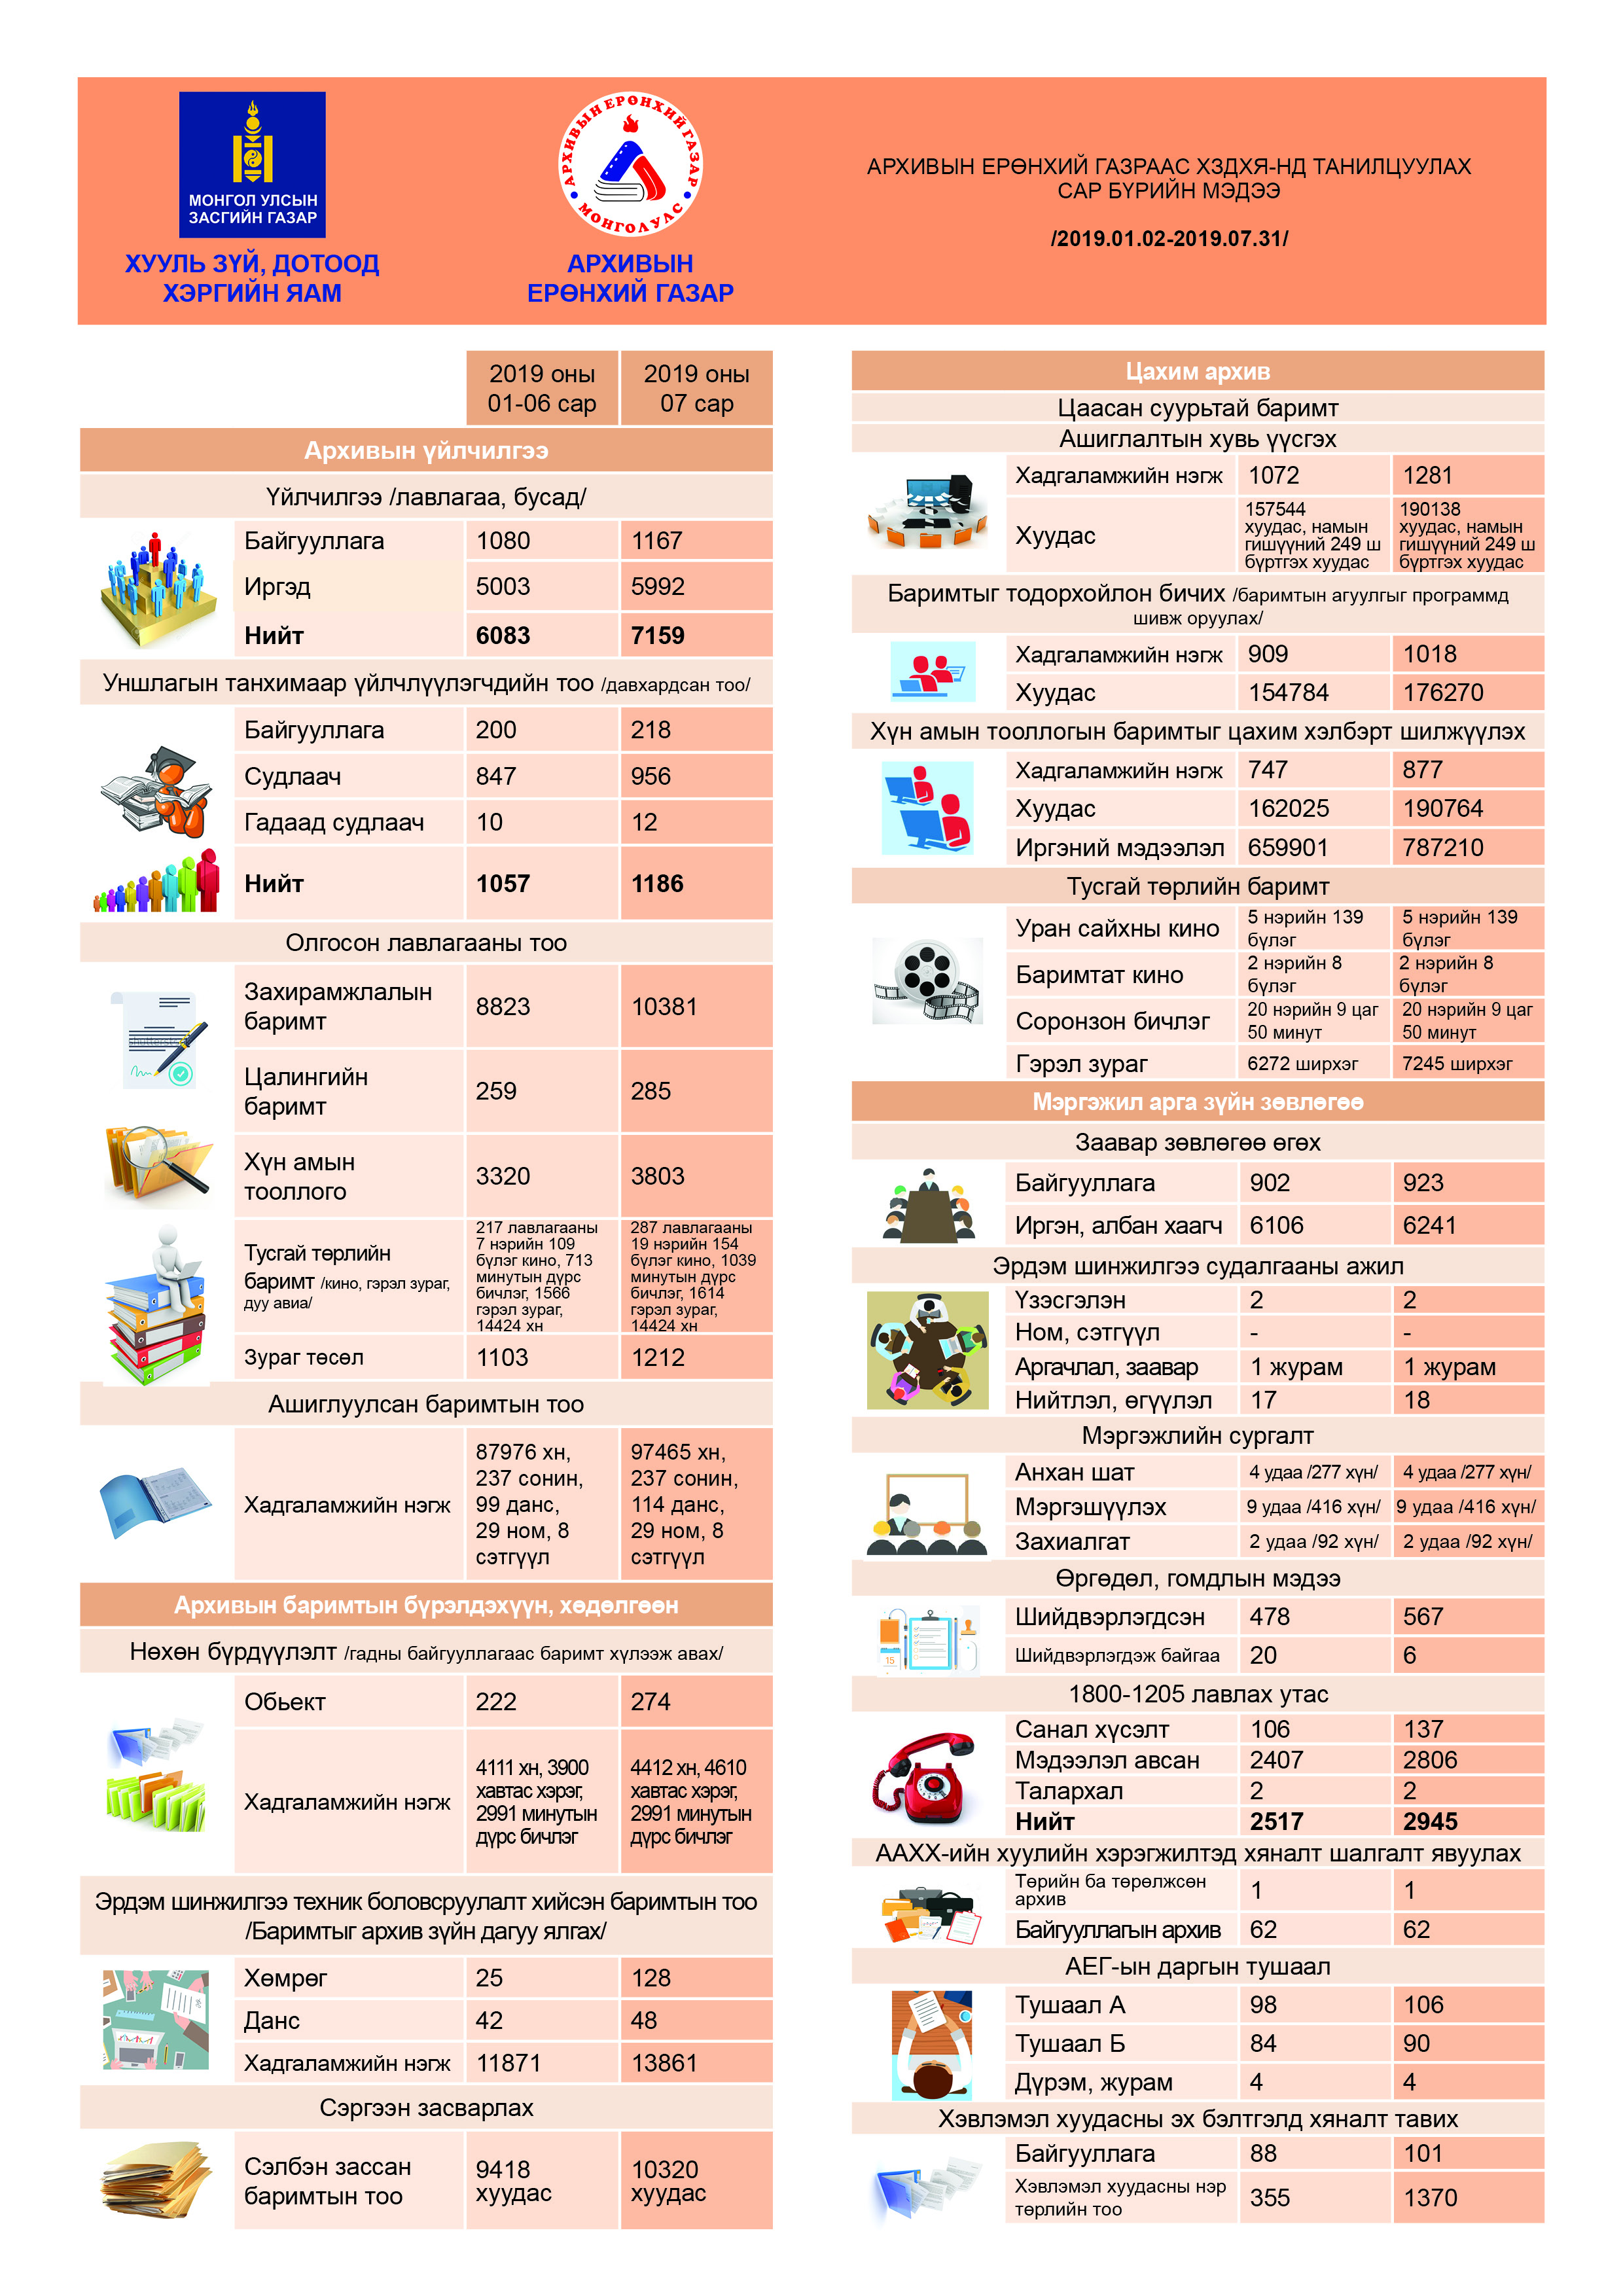 МОНГОЛ УЛСЫН
ЗАСГИЙН ГАЗАР
ХУУЛЬ ЗҮЙ, ДОТООД
ХЭРГИЙН ЯАМ
АРХИВЫН ЕРӨНХИЙ ГАЗАР
МОНГОЛ УЛС
АРХИВЫН
ЕРӨНХИЙ ГАЗАР
АРХИВЫН ЕРӨНХИЙ ГАЗРААС ХЗДХЯ-НД ТАНИЛЦУУЛАХ
САР БҮРИЙН МЭДЭЭ
/2019.01.02-2019.07.31/
2019 оны
01-06 сар
2019 оны
07 сар
Архивын үйлчилгээ
Үйлчилгээ /лавлагаа, бусад/
Байгууллага 1080 1167
Иргэд 5003 5992
Нийт 6083 7159
Уншлагын танхимаар үйлчлүүлэгчдийн тоо /давхардсан тоо/
Байгууллага 200 218
Судлаач 847 956
Гадаад судлаач 10 12
Нийт 1057 1186
Олгосон лавлагааны тоо
Захирамжлалын
баримт
8823 10381
Цалингийн
баримт
259 285
Хүн амын
тооллого
3320 3803
Тусгай төрлийн
баримт /кино, гэрэл зураг,
дуу авиа/
217 лавлагааны
7 нэрийн 109
бүлэг кино, 713
минутын дүрс
бичлэг, 1566
гэрэл зураг,
14424 хн
287 лавлагааны
19 нэрийн 154
бүлэг кино, 1039
минутын дүрс
бичлэг, 1614
гэрэл зураг,
14424 хн
Зураг төсөл 1103 1212
Ашиглуулсан баримтын тоо
Хадгаламжийн нэгж
87976 хн,
237 сонин,
99 данс,
29 ном, 8
сэтгүүл
97465 хн,
237 сонин,
114 данс,
29 ном, 8
сэтгүүл
Архивын баримтын бүрэлдэхүүн, хөдөлгөөн
Нөхөн бүрдүүлэлт /гадны байгууллагаас баримт хүлээж авах/
Обьект 222 274
Хадгаламжийн нэгж
4111 хн, 3900
хавтас хэрэг,
2991 минутын
дүрс бичлэг
4412 хн, 4610
хавтас хэрэг,
2991 минутын
дүрс бичлэг
Эрдэм шинжилгээ техник боловсруулалт хийсэн баримтын тоо
/Баримтыг архив зүйн дагуу ялгах/
Хөмрөг 25 128
Данс 42 48
Хадгаламжийн нэгж 11871 13861
Сэргээн засварлах
Сэлбэн зассан
баримтын тоо
9418
хуудас
10320
хуудас
Цахим архив
Цаасан суурьтай баримт
Ашиглалтын хувь үүсгэх
Хадгаламжийн нэгж 1072 1281
Хуудас
157544
хуудас, намын
гишүүний 249 ш
бүртгэх хуудас
190138
хуудас, намын
гишүүний 249 ш
бүртгэх хуудас
Баримтыг тодорхойлон бичих /баримтын агуулгыг программд
шивж оруулах/
Хадгаламжийн нэгж 909 1018
Хуудас 154784 176270
Хүн амын тооллогын баримтыг цахим хэлбэрт шилжүүлэх
Хадгаламжийн нэгж 747 877
Хуудас 162025 190764
Иргэний мэдээлэл 659901 787210
Тусгай төрлийн баримт
Уран сайхны кино
5 нэрийн 139
бүлэг
5 нэрийн 139
бүлэг
Баримтат кино
2 нэрийн 8
бүлэг
2 нэрийн 8
бүлэг
Соронзон бичлэг
20 нэрийн 9 цаг
50 минут
20 нэрийн 9 цаг
50 минут
Гэрэл зураг 6272 ширхэг 7245 ширхэг
Мэргэжил арга зүйн зөвлөгөө
Заавар зөвлөгөө өгөх
Байгууллага 902 923
Иргэн, албан хаагч 6106 6241
Эрдэм шинжилгээ судалгааны ажил
Үзэсгэлэн 2 2
Ном, сэтгүүл - -
Аргачлал, заавар 1 журам 1 журам
Нийтлэл, өгүүлэл 17 18
Мэргэжлийн сургалт
Анхан шат 4 удаа /277 хүн/ 4 удаа /277 хүн/
Мэргэшүүлэх 9 удаа /416 хүн/ 9 удаа /416 хүн/
Захиалгат 2 удаа /92 хүн/ 2 удаа /92 хүн/
Өргөдөл, гомдлын мэдээ
15
Шийдвэрлэгдсэн 478 567
Шийдвэрлэгдэж байгаа 20 6
1800-1205 лавлах утас
Санал хүсэлт 106 137
Мэдээлэл авсан 2407 2806
Талархал 2 2
Нийт 2517 2945
ААХХ-ийн хуулийн хэрэгжилтэд хяналт шалгалт явуулах
Төрийн ба төрөлжсөн
архив
1 1
Байгууллагын архив 62 62
АЕГ-ын даргын тушаал
Тушаал А 98 106
Тушаал Б 84 90
Дүрэм, журам 4 4
Хэвлэмэл хуудасны эх бэлтгэлд хяналт тавих
Байгууллага 88 101
Хэвлэмэл хуудасны нэр
төрлийн тоо
355 1370